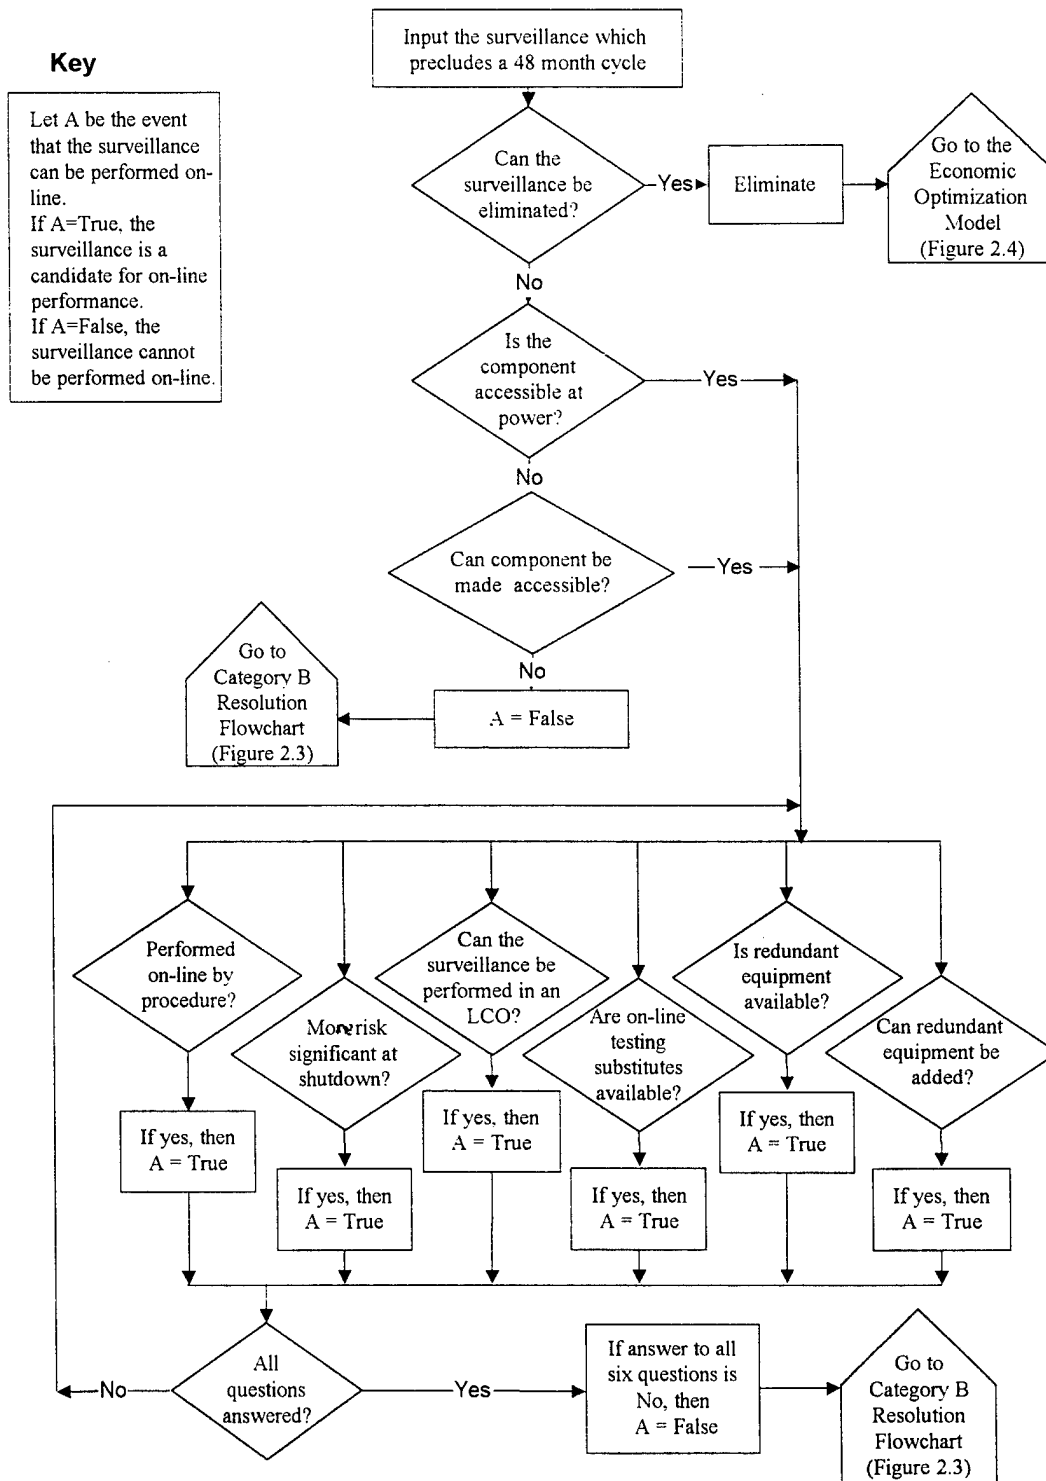 Key
Let A be the event
that the surveillance
can be performed on-
line.
If A=True, the
surveillance is a
candidate for on-line
performance.
If A=False, the
surveillance cannot
be performed on-line.
Input the surveillance which
precludes a 48 month cycle
Can the
surveillance be
eliminated?
Yes
Eliminate
Go to the
Economic
Optimization
Model
(Figure 2.4)
No
Is the
component
accessible at
power?
Yes
No
Can component be
made accessible?
Yes
No
A = False
Go to
Category B
Resolution
Flowchart
(Figure 2.3)
Performed
on-line by
procedure?
More risk
significant at
shutdown?
Can the
surveillance be
performed in an
LCO?
Are on-line
testing
substitutes
available?
Is redundant
equipment
available?
Can redundant
equipment be
added?
If yes, then
A = True
If yes, then
A = True
If yes, then
A = True
If yes, then
A = True
If yes, then
A = True
If yes, then
A = True
All
questions
answered?
No
Yes
If answer to all
six questions is
No, then
A = False
Go to
Category B
Resolution
Flowchart
(Figure 2.3)